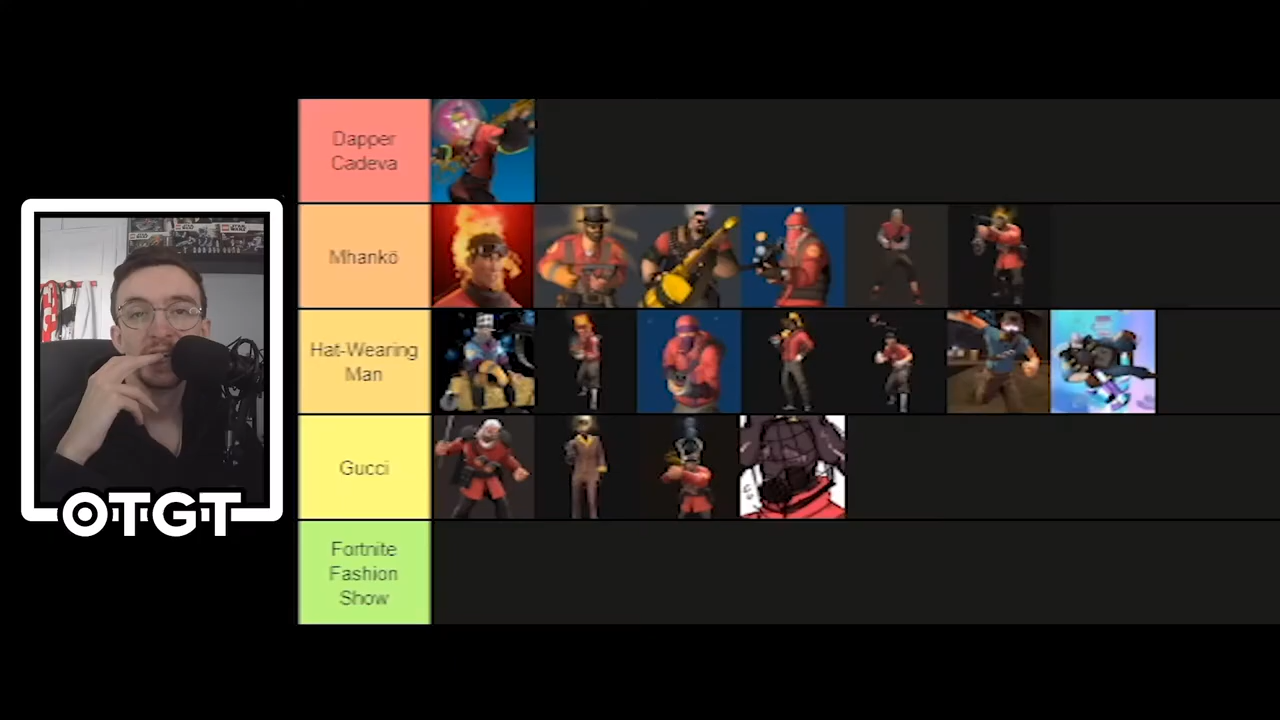 Dapper
Cadeva
Mhankö
Hat-Wearing
Man
Gucci
Fortnite
Fashion
Show
OTGT